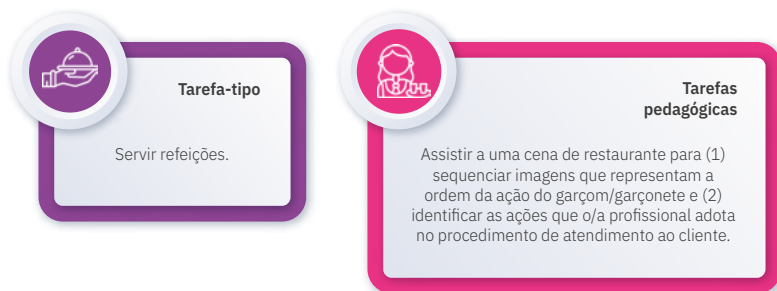 Tarefa-tipo
Servir refeições.
Tarefas
pedagógicas
Assistir a uma cena de restaurante para (1)
sequenciar imagens que representam a
ordem da ação do garçom/garçonete e (2)
identificar as ações que o/a profissional adota
no procedimento de atendimento ao cliente.